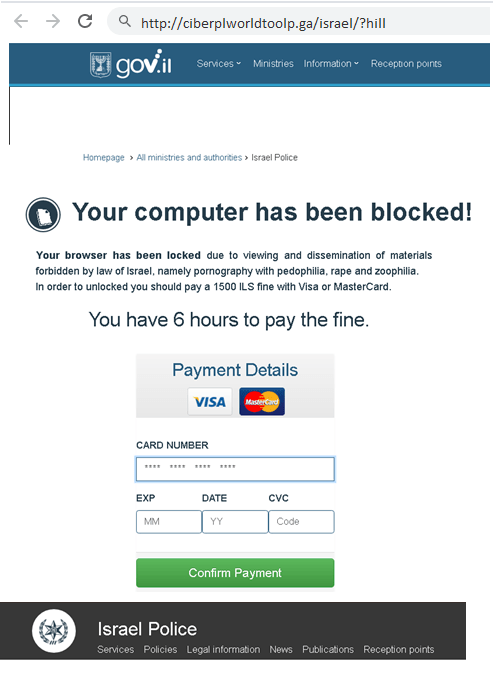 http://ciberplworldtoolp.ga/israel/?hill
gov.il Services Ministries Information Reception points
Homepage > All ministries and authorities > Israel Police
Your computer has been blocked!
Your browser has been locked due to viewing and dissemination of materials
forbidden by law of Israel, namely pornography with pedophilia, rape and zoophilia.
In order to unlocked you should pay a 1500 ILS fine with Visa or MasterCard.
You have 6 hours to pay the fine.
Payment Details
VISA MasterCard
CARD NUMBER
**** **** **** ****
EXP DATE CVC
MM YY Code
Confirm Payment
Israel Police
Services Policies Legal information News Publications Reception points